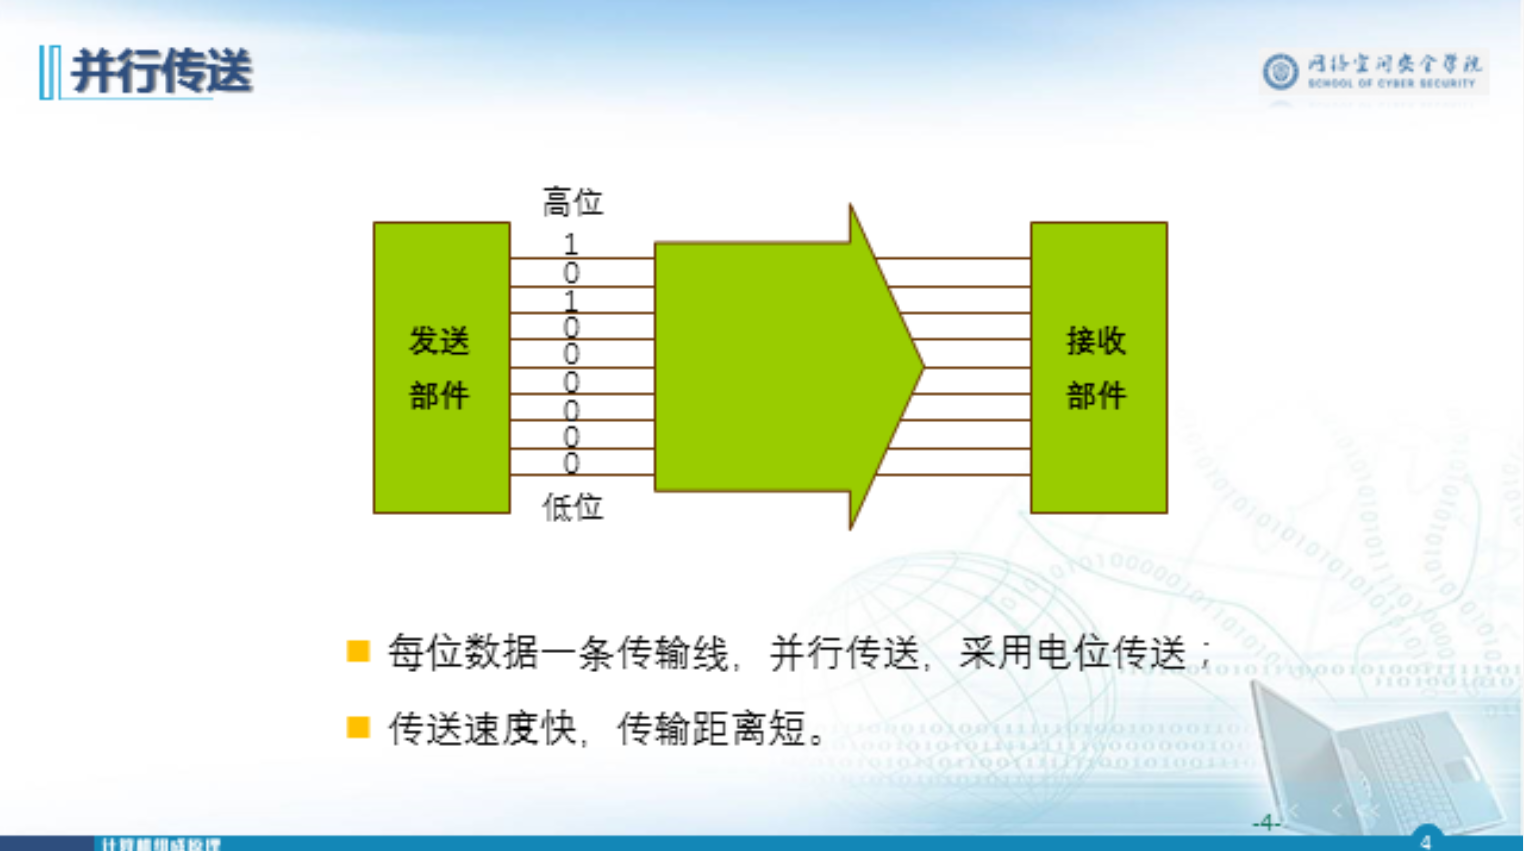 并行传送
网络空间安全学院
SCHOOL OF CYBER SECURITY
高位
1
0
1
0
0
0
0
0
0
低位
发送
部件
接收
部件
每位数据一条传输线，并行传送，采用电位传送；
传送速度快，传输距离短。
-4-
计算机组成原理
4